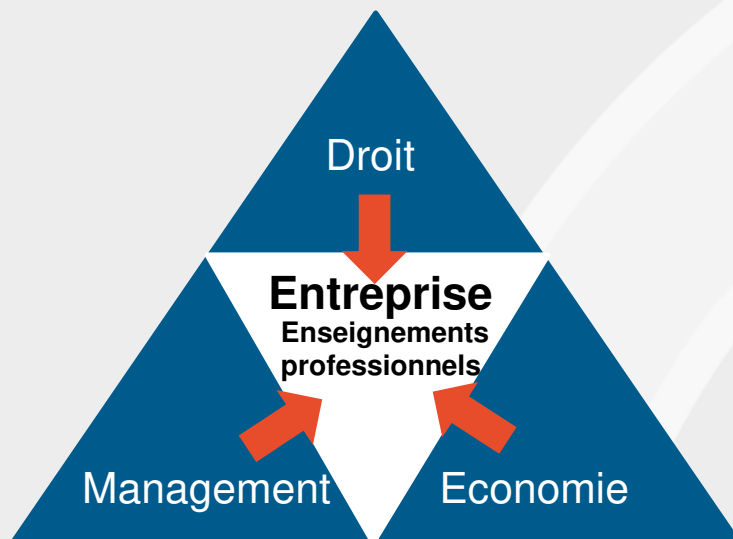 Droit
Entreprise
Enseignements
professionnels
Management
Economie